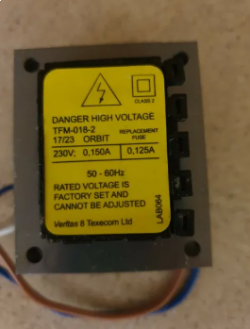 CLASS 2
DANGER HIGH VOLTAGE
TFM-018-2
17/23 ORBIT
REPLACEMENT FUSE
230V; 0,150A
0,125A
50 - 60Hz
RATED VOLTAGE IS
FACTORY SET AND
CANNOT BE ADJUSTED
LAB064
Veritas 8 Texecom Ltd